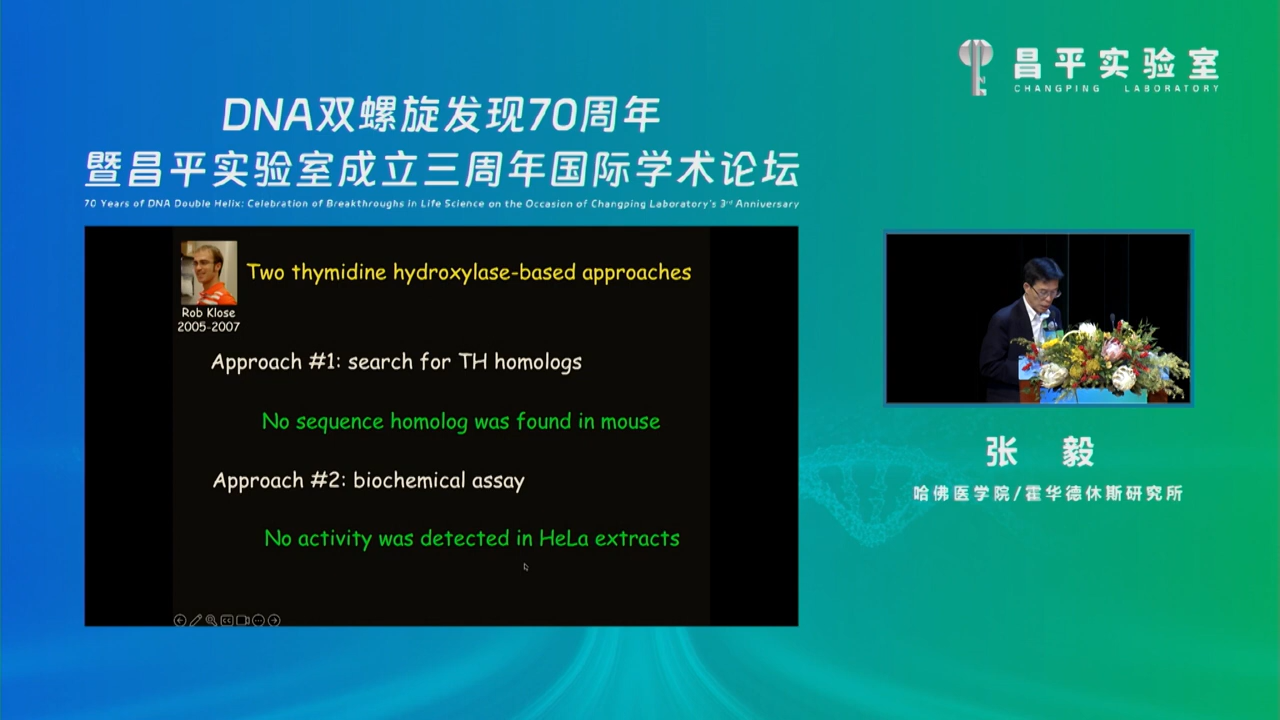 昌平实验室
CHANGPING LABORATORY
DNA双螺旋发现70周年
暨昌平实验室成立三周年国际学术论坛
70 Years of DNA Double Helix: Celebration of Breakthroughs in Life Science on the Occasion of Changping Laboratory's 3rd Anniversary
Two thymidine hydroxylase-based approaches
Rob Klose
2005-2007
Approach #1: search for TH homologs
No sequence homolog was found in mouse
Approach #2: biochemical assay
No activity was detected in HeLa extracts
张 毅
哈佛医学院/霍华德休斯研究所